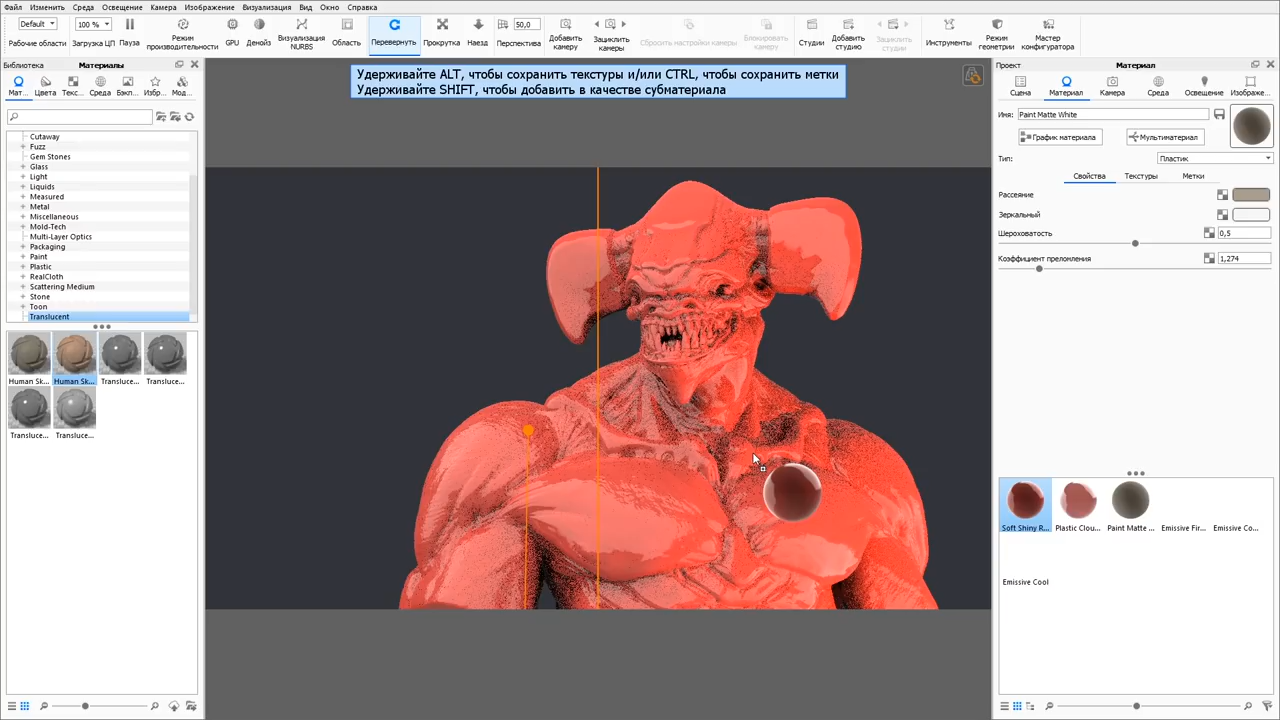 Файл Изменить Среда Освещение Камера Изображение Визуализация Вид Окно Справка
Default 100 % 50,0
Рабочие области Загрузка ЦП Пауза Режим производительности GPU Денойз Визуализация NURBS Область Перевернуть Прокрутка Наезд Перспектива Добавить камеру Зациклить камеры Сбросить настройки камеры Блокировать камеру Студии Добавить студию Зациклить студии Инструменты Режим геометрии Мастер конфигуратора
Библиотека Материалы
Мат... Цвета Текс... Среда Бэкп... Избр... Мод...
Cutaway
Fuzz
Gem Stones
Glass
Light
Liquids
Measured
Metal
Miscellaneous
Mold-Tech
Multi-Layer Optics
Packaging
Paint
Plastic
RealCloth
Scattering Medium
Stone
Toon
Translucent
Human Sk... Human Sk... Transluce... Transluce...
Transluce... Transluce...
Удерживайте ALT, чтобы сохранить текстуры и/или CTRL, чтобы сохранить метки
Удерживайте SHIFT, чтобы добавить в качестве субматериала
Проект Материал
Сцена Материал Камера Среда Освещение Изображе...
Имя: Paint Matte White
График материала Мультиматериал
Тип: Пластик
Свойства Текстуры Метки
Рассеяние
Зеркальный
Шероховатость 0,5
Коэффициент преломления 1,274
Soft Shiny R... Plastic Clou... Paint Matte ... Emissive Fir... Emissive Co...
Emissive Cool